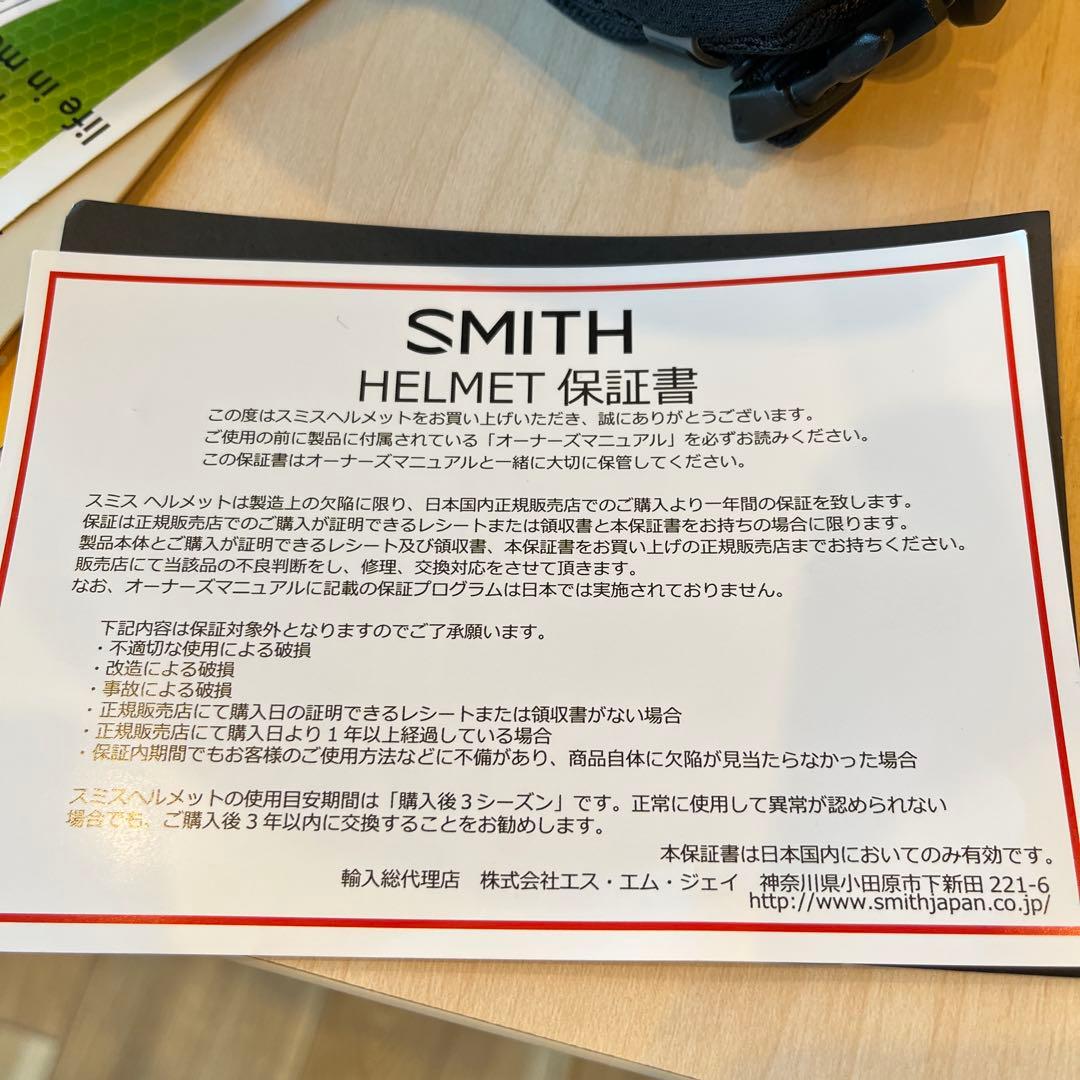 life in m
SMITH
HELMET 保証書
この度はスミスヘルメットをお買い上げいただき、誠にありがとうございます。
ご使用の前に製品に付属されている「オーナーズマニュアル」を必ずお読みください。
この保証書はオーナーズマニュアルと一緒に大切に保管してください。
スミス ヘルメットは製造上の欠陥に限り、日本国内正規販売店でのご購入より一年間の保証を致します。
保証は正規販売店でのご購入が証明できるレシートまたは領収書と本保証書をお持ちの場合に限ります。
製品本体とご購入が証明できるレシート及び領収書、本保証書をお買い上げの正規販売店までお持ちください。
販売店にて当該品の不良判断をし、修理、交換対応をさせて頂きます。
なお、オーナーズマニュアルに記載の保証プログラムは日本では実施されておりません。
下記内容は保証対象外となりますのでご了承願います。
・不適切な使用による破損
・改造による破損
・事故による破損
・正規販売店にて購入日の証明できるレシートまたは領収書がない場合
・正規販売店にて購入日より1年以上経過している場合
・保証内期間でもお客様のご使用方法などに不備があり、商品自体に欠陥が見当たらなかった場合
スミスヘルメットの使用目安期間は「購入後3シーズン」です。正常に使用して異常が認められない
場合でも、ご購入後3年以内に交換することをお勧めします。
本保証書は日本国内においてのみ有効です。
輸入総代理店 株式会社エス・エム・ジェイ 神奈川県小田原市下新田 221-6
http://www.smithjapan.co.jp/